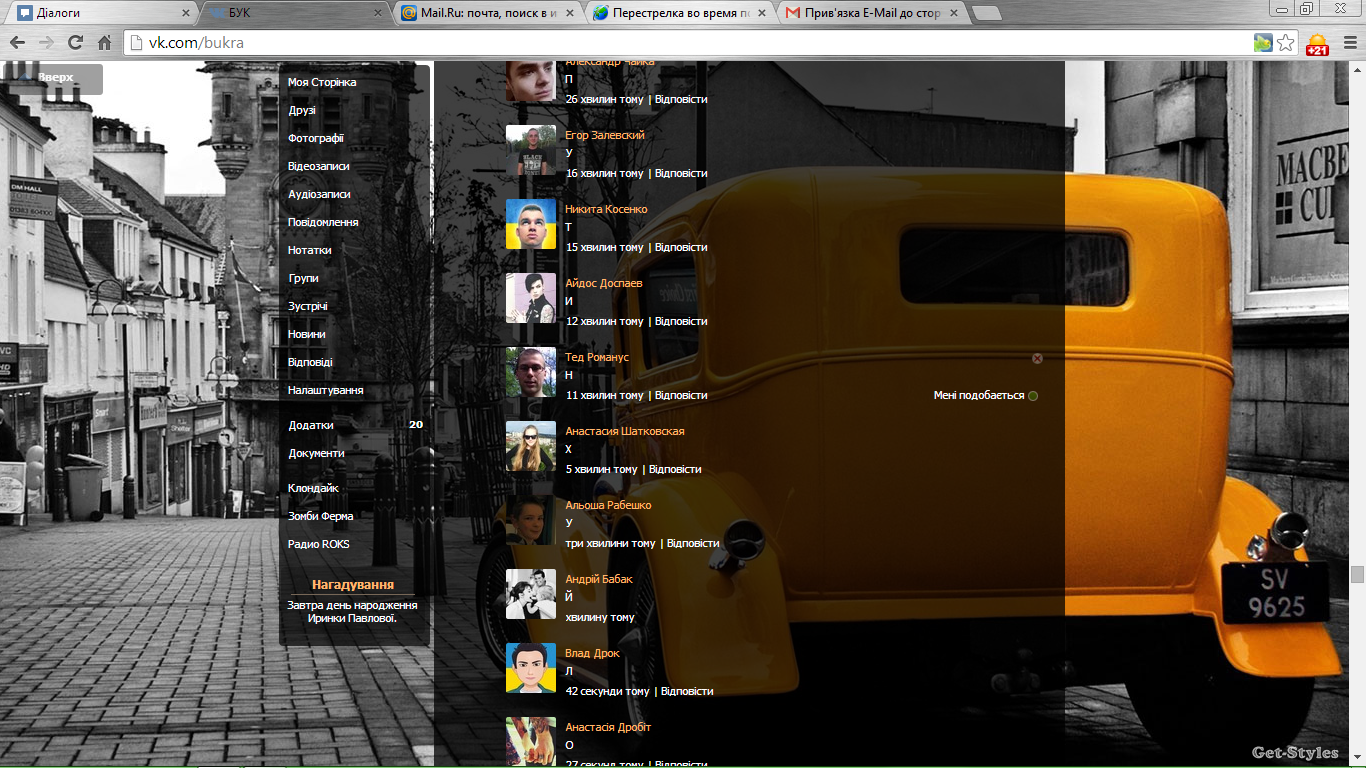 Діалоги
БУК
Mail.Ru: почта, поиск в и
Перестрелка во время п
Прив'язка E-Mail до стор
vk.com/bukra
+21
Вверх
Моя Сторінка
Друзі
Фотографії
Відеозаписи
Аудіозаписи
Повідомлення
Нотатки
Групи
Зустрічі
Новини
Відповіді
Налаштування
Додатки 20
Документи
Клондайк
Зомби Ферма
Радио ROKS
Нагадування
Завтра день народження
Иринки Павлової.
Александр Чайка
П
26 хвилин тому | Відповісти
Егор Залевский
У
16 хвилин тому | Відповісти
Никита Косенко
Т
15 хвилин тому | Відповісти
Айдос Доспаев
И
12 хвилин тому | Відповісти
Тед Романус
Н
11 хвилин тому | Відповісти
Мені подобається
Анастасия Шатковская
Х
5 хвилин тому | Відповісти
Альоша Рабешко
У
три хвилини тому | Відповісти
Андрій Бабак
Й
хвилину тому
Влад Дрок
Л
42 секунди тому | Відповісти
Анастасія Дробіт
О
27 секунд тому | Відповісти
DM HALL
MACBE
CU
SV
9625
Get-Styles